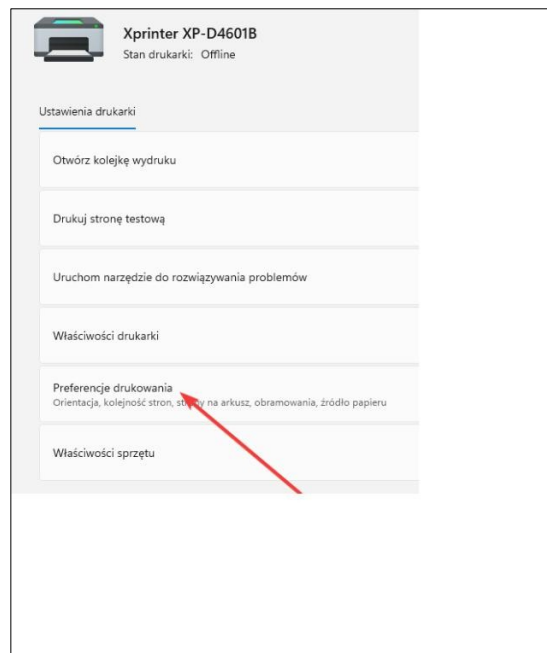 Xprinter XP-D4601B
Stan drukarki: Offline
Ustawienia drukarki
Otwórz kolejkę wydruku
Drukuj stronę testową
Uruchom narzędzie do rozwiązywania problemów
Właściwości drukarki
Preferencje drukowania
Orientacja, kolejność stron, strony na arkusz, obramowania, źródło papieru
Właściwości sprzętu